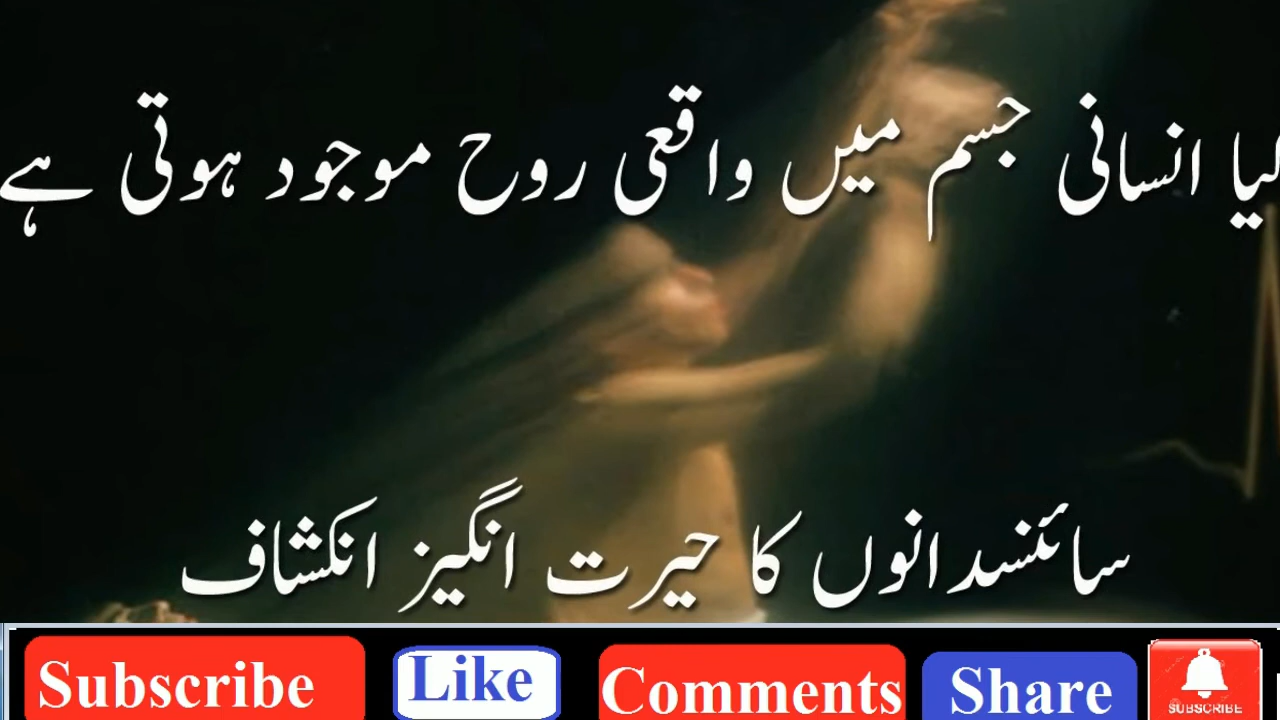 کیا انسانی جسم میں واقعی روح موجود ہوتی ہے
سائنسدانوں کا حیرت انگیز انکشاف
Subscribe Like Comments Share SUBSCRIBE